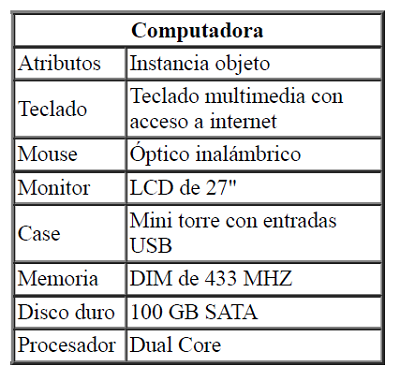 Computadora
Atributos Instancia objeto
Teclado Teclado multimedia con
acceso a internet
Mouse Óptico inalámbrico
Monitor LCD de 27"
Case Mini torre con entradas
USB
Memoria DIM de 433 MHZ
Disco duro 100 GB SATA
Procesador Dual Core